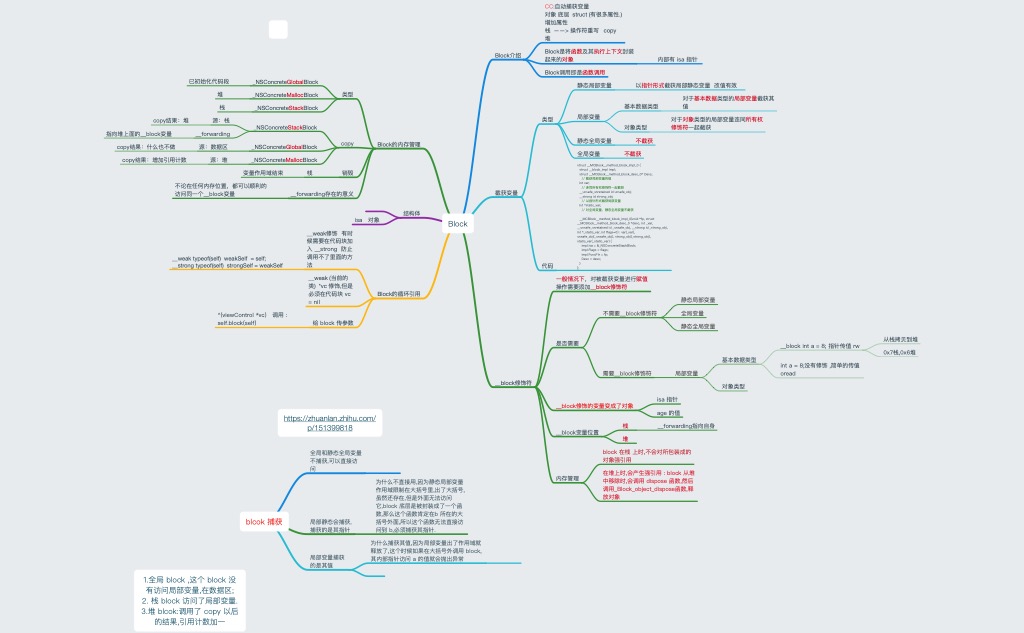 CC:自动捕获变量
对象 底层 struct (有很多属性.)
增加属性
栈 ——> 操作符重写 copy
堆
Block介绍
Block是将函数及其执行上下文封装
起来的对象
内部有 isa 指针
Block调用即是函数调用
已初始化代码段
_NSConcreteGlobalBlock
堆
_NSConcreteMallocBlock
类型
栈
_NSConcreteStackBlock
copy结果：堆
源：栈
_NSConcreteStackBlock
指向堆上面的__block变量
__forwarding
copy结果：什么也不做
源：数据区
_NSConcreteGlobalBlock
copy
Block的内存管理
copy结果：增加引用计数
源：堆
_NSConcreteMallocBlock
变量作用域结束
栈
销毁
不论在任何内存位置，都可以顺利的
访问同一个__block变量
__forwarding存在的意义
静态局部变量
以指针形式截获局部静态变量 改值有效
类型
局部变量
基本数据类型
对于基本数据类型的局部变量截获其
值
对象类型
对于对象类型的局部变量连同所有权
修饰符一起截获
静态全局变量
不截获
全局变量
不截获
截获变量
代码
结构体
isa
对象
Block
__weak修饰 有时
候需要在代码块加
入 __strong 防止
调用不了里面的方
法
__weak typeof(self) weakSelf = self;
__strong typeof(self) strongSelf = weakSelf
__weak (当前的
类) *vc 修饰,但是
必须在代码块 vc
= nil
Block的循环引用
^(viewControl *vc) 调用：
self.block(self)
给 block 传参数
一般情况下，对被截获变量进行赋值
操作需要添加__block修饰符
是否需要
不需要__block修饰符
静态局部变量
全局变量
静态全局变量
需要__block修饰符
局部变量
基本数据类型
__block int a = 8; 指针传值 rw
从栈拷贝到堆
0x7栈,0x6堆
int a = 8;没有修饰 ,简单的传值
oread
对象类型
__block修饰符
__block修饰的变量变成了对象
isa 指针
age 的值
__block变量位置
栈
__forwarding指向自身
堆
内存管理
block 在栈 上时,不会对所包装成的
对象强引用
在堆上时,会产生强引用：block 从堆
中移除时,会调用 dispose 函数,然后
调用_Block_object_dispose函数,释
放对象
https://zhuanlan.zhihu.com/
p/151399818
全局和静态全局变量
不捕获,可以直接访
问
block 捕获
局部静态会捕获,
捕获的是其指针
为什么不直接用,因为静态局部变量
作用域限制在大括号里,出了大括号,
虽然还存在,但是外面无法访问
它,block 底层是被封装成了一个函
数,那么这个函数肯定在b 所在的大
括号外面,所以这个函数无法直接访
问到 b,必须捕获其指针.
局部变量捕获
的是其值
为什么捕获其值,因为局部变量出了作用域就
释放了,这个时候如果在大括号外调用 block,
其内部指针访问 a 的值就会抛出异常
1.全局 block ,这个 block 没
有访问局部变量,在数据区;
2. 栈 block 访问了局部变量.
3.堆 blcok:调用了 copy 以后
的结果,引用计数加一